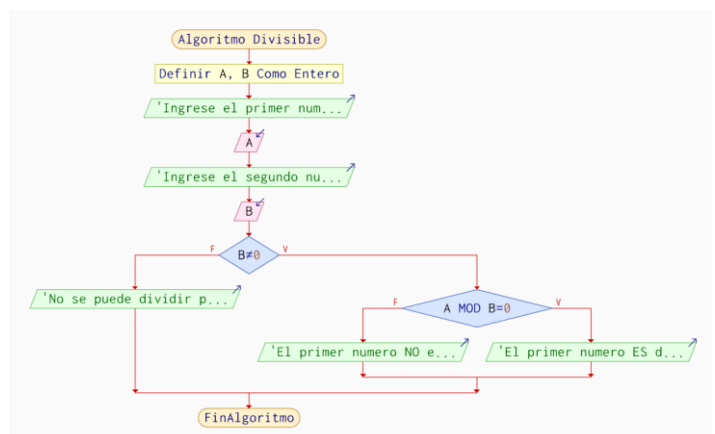 Algoritmo Divisible
Definir A, B Como Entero
'Ingrese el primer num...
A
'Ingrese el segundo nu...
B
F B≠0 V
'No se puede dividir p...
F A MOD B=0 V
'El primer numero NO e...
'El primer numero ES d...
FinAlgoritmo